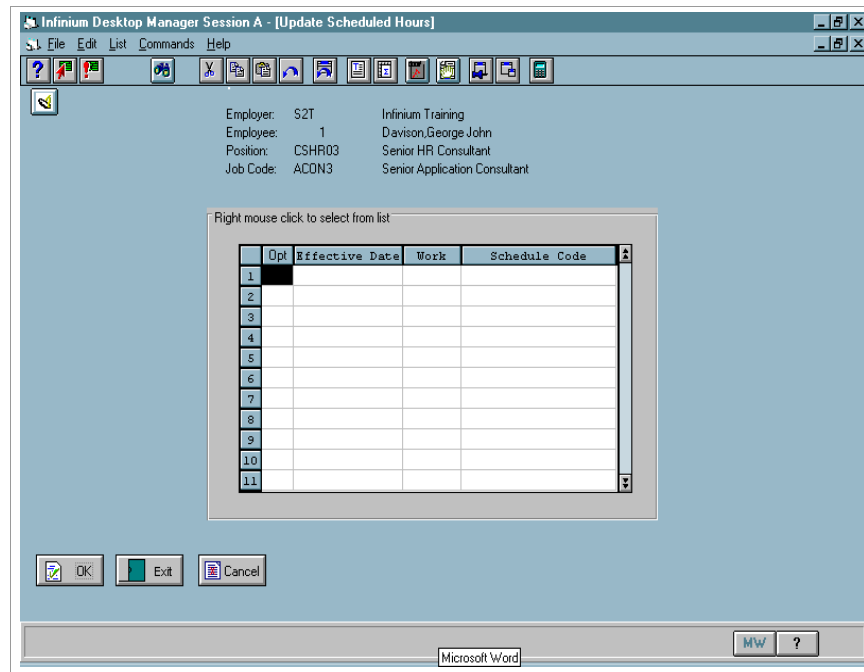 Infinium Desktop Manager Session A - [Update Scheduled Hours]
File Edit List Commands Help
Employer: S2T Infinium Training
Employee: 1 Davison,George John
Position: CSHR03 Senior HR Consultant
Job Code: ACON3 Senior Application Consultant
Right mouse click to select from list
Opt Effective Date Work Schedule Code
1
2
3
4
5
6
7
8
9
10
11
OK Exit Cancel
MW ?
Microsoft Word